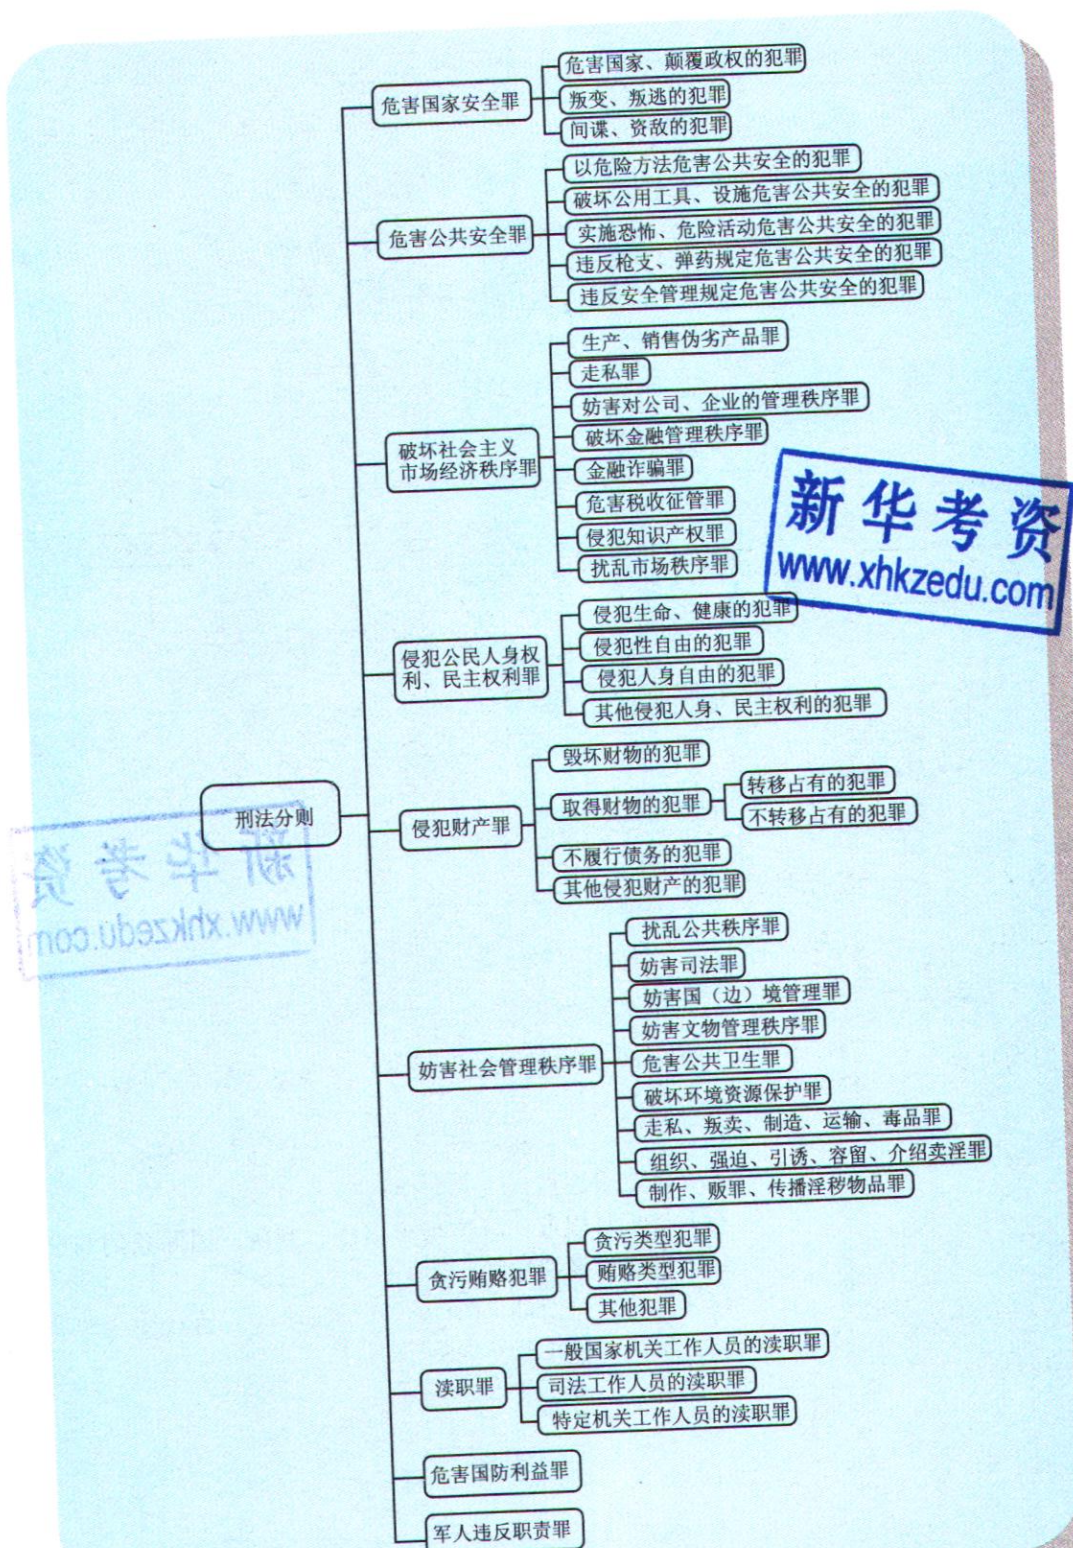 危害国家、颠覆政权的犯罪
危害国家安全罪
叛变、叛逃的犯罪
间谍、资敌的犯罪
以危险方法危害公共安全的犯罪
破坏公用工具、设施危害公共安全的犯罪
危害公共安全罪
实施恐怖、危险活动危害公共安全的犯罪
违反枪支、弹药规定危害公共安全的犯罪
违反安全管理规定危害公共安全的犯罪
生产、销售伪劣产品罪
走私罪
妨害对公司、企业的管理秩序罪
破坏金融管理秩序罪
破坏社会主义
市场经济秩序罪
金融诈骗罪
危害税收征管罪
侵犯知识产权罪
扰乱市场秩序罪
新华考资
www.xhkzedu.com
侵犯生命、健康的犯罪
侵犯性自由的犯罪
侵犯公民人身权
利、民主权利罪
侵犯人身自由的犯罪
其他侵犯人身、民主权利的犯罪
毁坏财物的犯罪
刑法分则
侵犯财产罪
取得财物的犯罪
转移占有的犯罪
不转移占有的犯罪
不履行债务的犯罪
其他侵犯财产的犯罪
新华考资
www.xhkzedu.com
扰乱公共秩序罪
妨害司法罪
妨害国（边）境管理罪
妨害文物管理秩序罪
妨害社会管理秩序罪
危害公共卫生罪
破坏环境资源保护罪
走私、叛卖、制造、运输、毒品罪
组织、强迫、引诱、容留、介绍卖淫罪
制作、贩罪、传播淫秽物品罪
贪污类型犯罪
贪污贿赂犯罪
贿赂类型犯罪
其他犯罪
一般国家机关工作人员的渎职罪
渎职罪
司法工作人员的渎职罪
特定机关工作人员的渎职罪
危害国防利益罪
军人违反职责罪